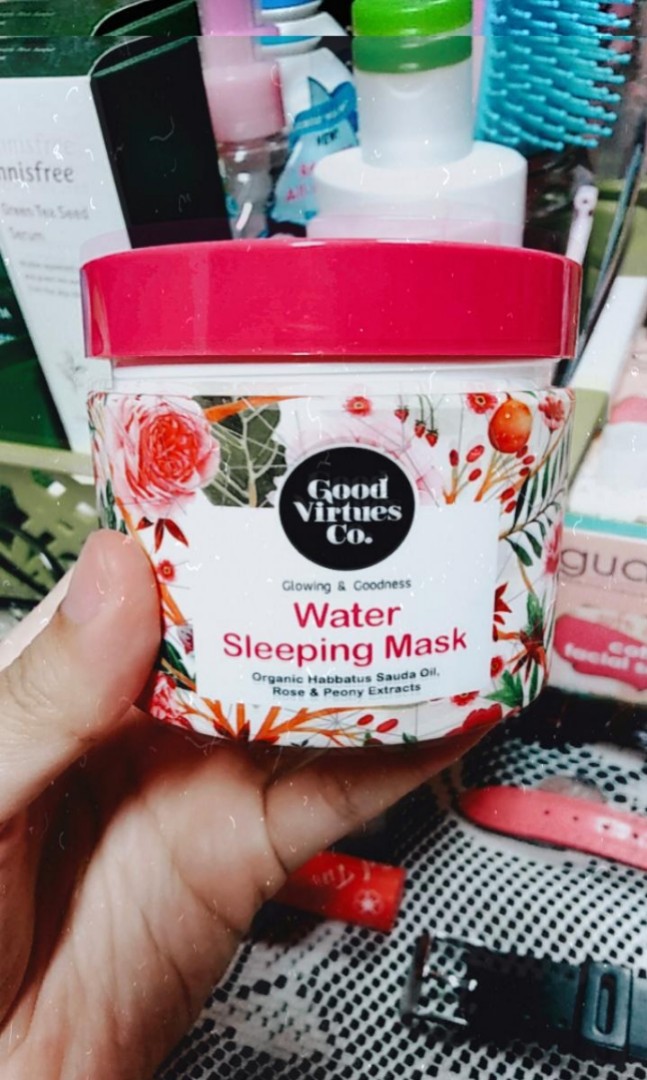 innisfree
Green Tea Seed
Serum
Good
Virtues
Co.
Glowing & Goodness
Water
Sleeping Mask
Organic Habbatus Sauda Oil,
Rose & Peony Extracts
facial